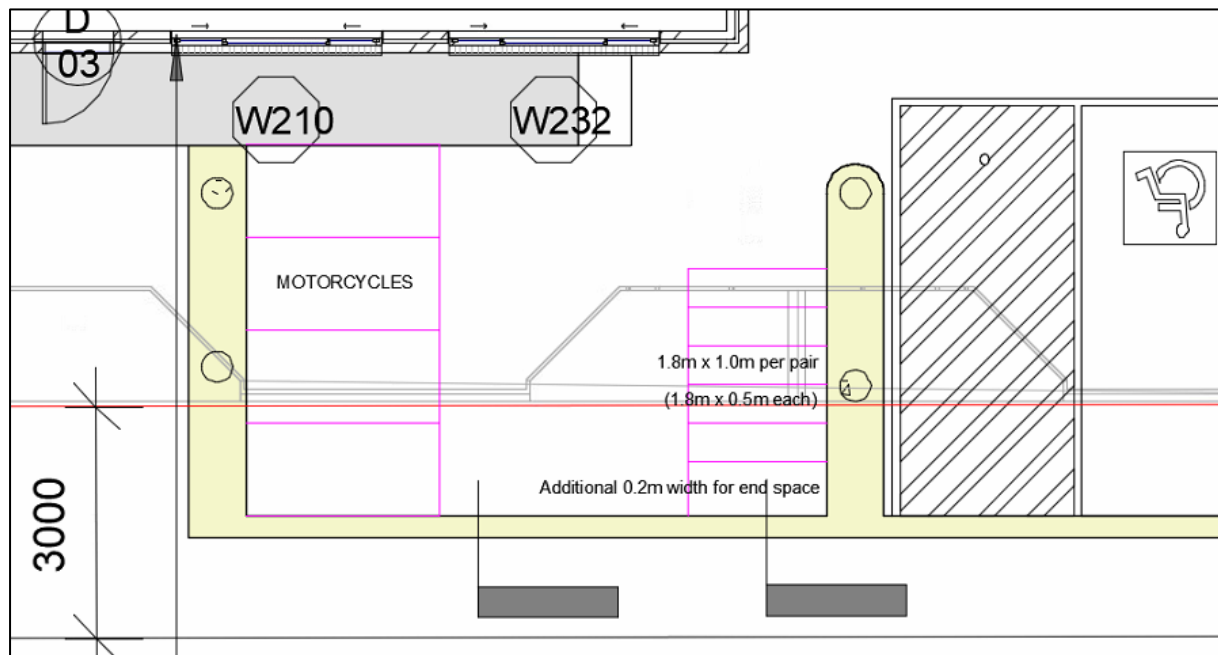 D
03
W210
W232
MOTORCYCLES
1.8m x 1.0m per pair
(1.8m x 0.5m each)
Additional 0.2m width for end space
3000